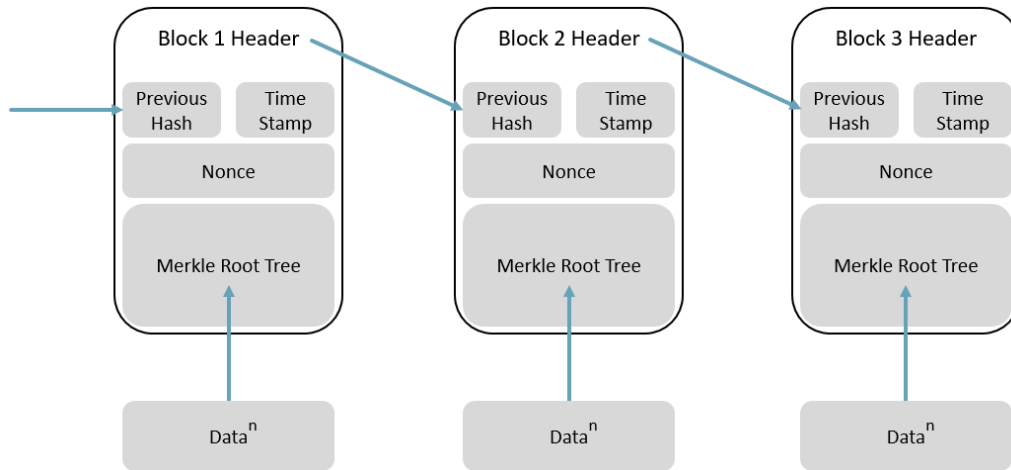 Block 1 Header
Previous
Hash
Time
Stamp
Nonce
Merkle Root Tree
Data^n
Block 2 Header
Previous
Hash
Time
Stamp
Nonce
Merkle Root Tree
Data^n
Block 3 Header
Previous
Hash
Time
Stamp
Nonce
Merkle Root Tree
Data^n